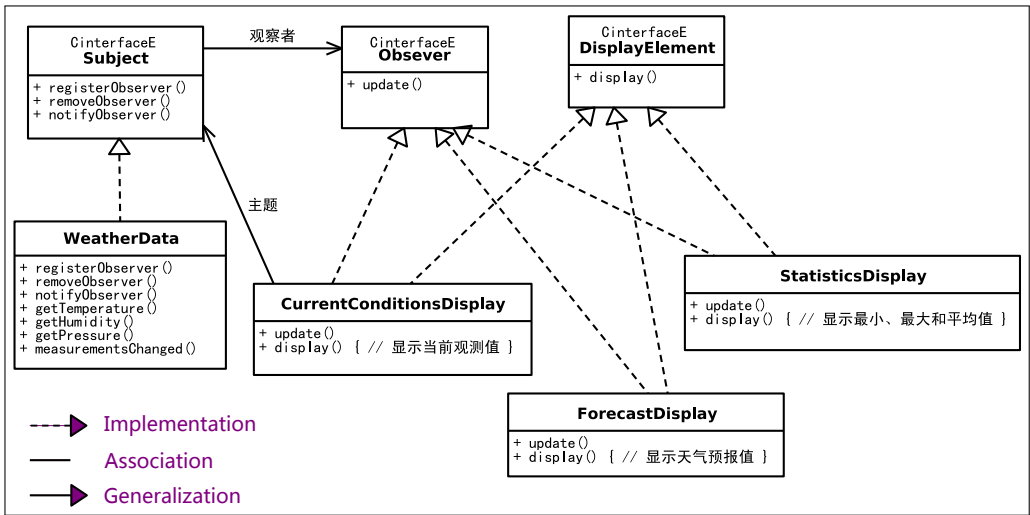 CinterfaceE
Subject
+ registerObserver()
+ removeObserver()
+ notifyObserver()
观察者
CinterfaceE
Obsever
+ update()
CinterfaceE
DisplayElement
+ display()
主题
WeatherData
+ registerObserver()
+ removeObserver()
+ notifyObserver()
+ getTemperature()
+ getHumidity()
+ getPressure()
+ measurementsChanged()
CurrentConditionsDisplay
+ update()
+ display() { // 显示当前观测值 }
StatisticsDisplay
+ update()
+ display() { // 显示最小、最大和平均值 }
ForecastDisplay
+ update()
+ display() { // 显示天气预报值 }
Implementation
Association
Generalization